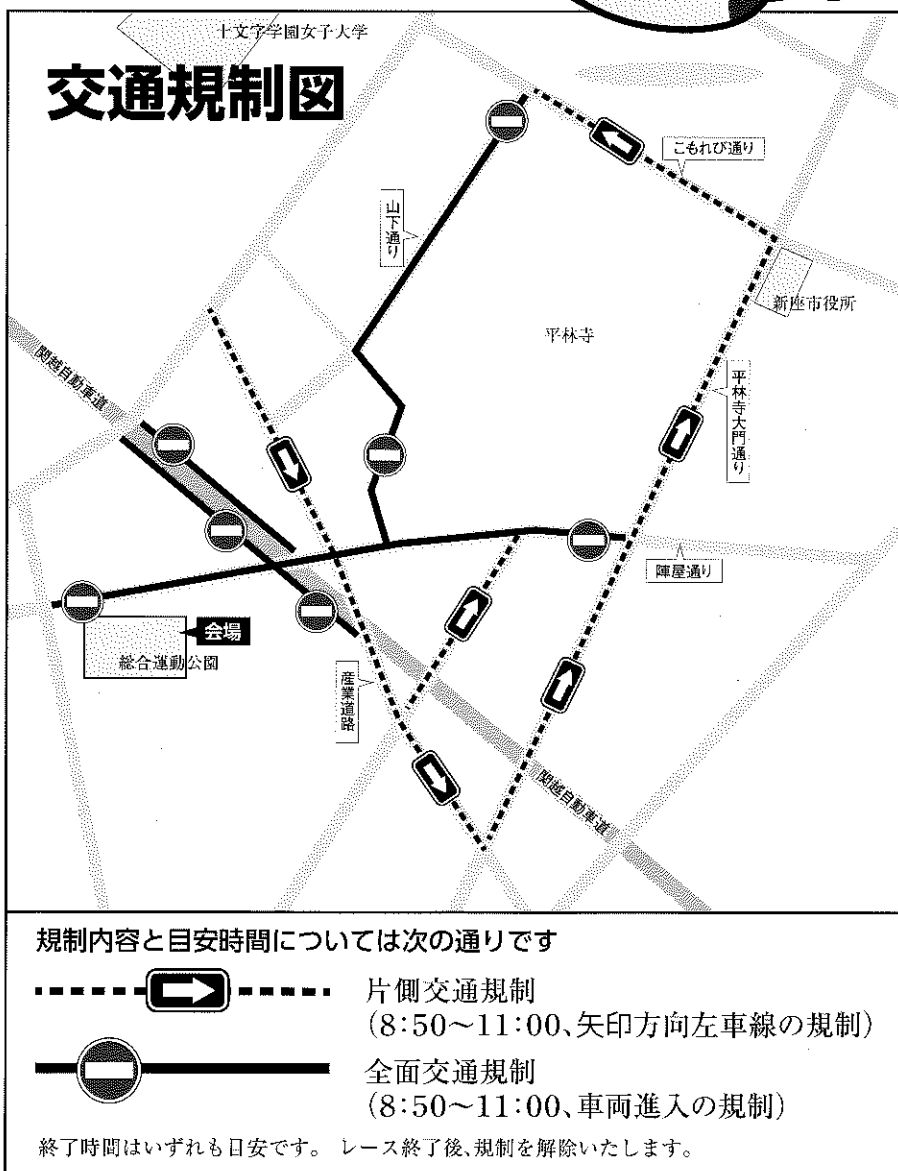 十文字学園女子大学
交通規制図
こもれび通り
山下通り
新座市役所
平林寺
関越自動車道
平林寺大門通り
陣屋通り
会場
総合運動公園
産業道路
関越自動車道
規制内容と目安時間については次の通りです
片側交通規制
(8:50～11:00、矢印方向左車線の規制)
全面交通規制
(8:50～11:00、車両進入の規制)
終了時間はいずれも目安です。 レース終了後、規制を解除いたします。